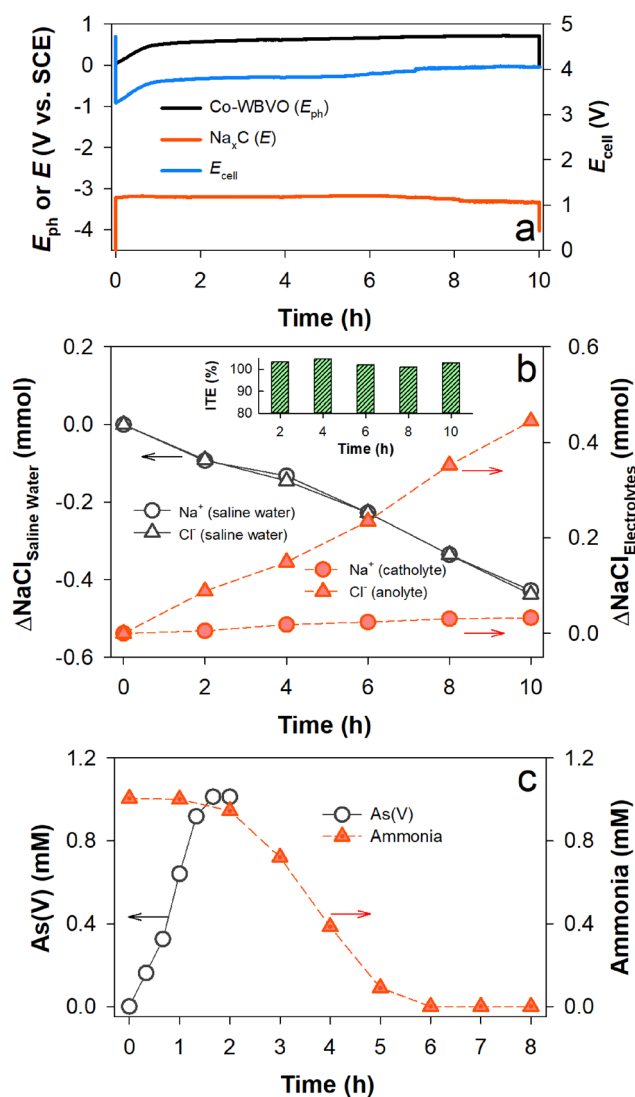 1
0
-1
-2
-3
-4
E_ph or E (V vs. SCE)
Co-WBVO (E_ph)
Na_xC (E)
E_cell
a
5
4
3
2
1
0
E_cell (V)
0 2 4 6 8 10
Time (h)
0.2
0.0
-0.2
-0.4
-0.6
ΔNaCl_Saline Water (mmol)
ITE (%)
100
90
80
2 4 6 8 10
Time (h)
b
Na⁺ (saline water)
Cl⁻ (saline water)
Na⁺ (catholyte)
Cl⁻ (anolyte)
0.6
0.4
0.2
0.0
ΔNaCl_Electrolytes (mmol)
0 2 4 6 8 10
Time (h)
1.2
0.8
0.4
0.0
As(V) (mM)
c
As(V)
Ammonia
1.2
0.8
0.4
0.0
Ammonia (mM)
0 1 2 3 4 5 6 7 8
Time (h)